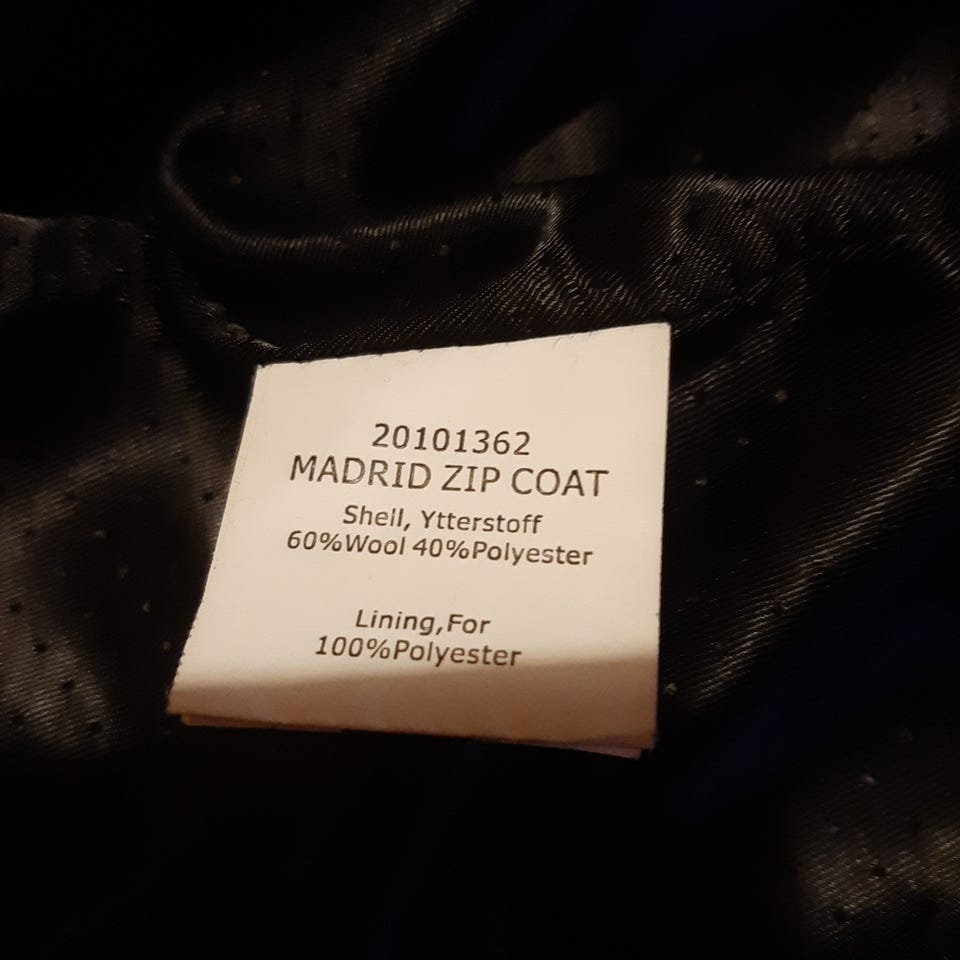 20101362
MADRID ZIP COAT
Shell, Ytterstoff
60%Wool 40%Polyester
Lining,For
100%Polyester